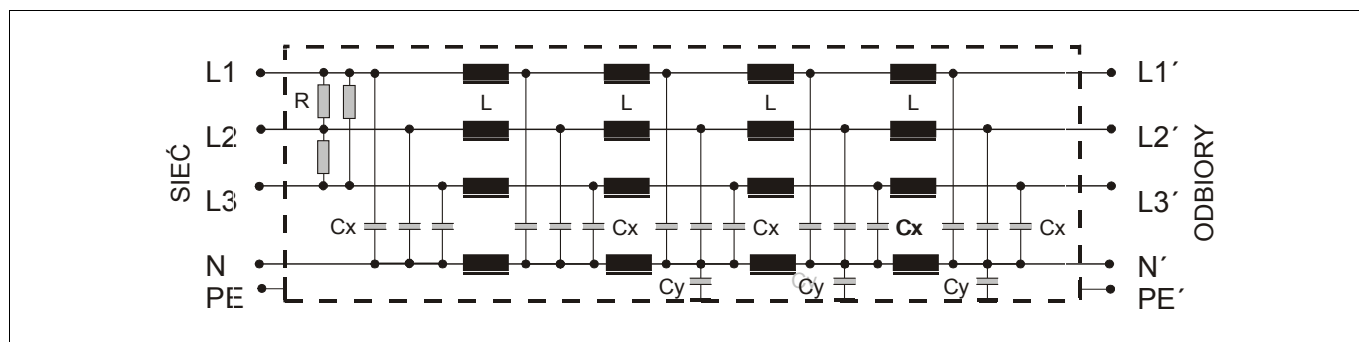 L1
L1´
R
L
L
L
L
L2
L2´
SIEĆ
ODBIORY
L3
L3´
Cx
Cx
Cx
Cx
Cx
N
N´
Cy
Cy
Cy
PE
PE´